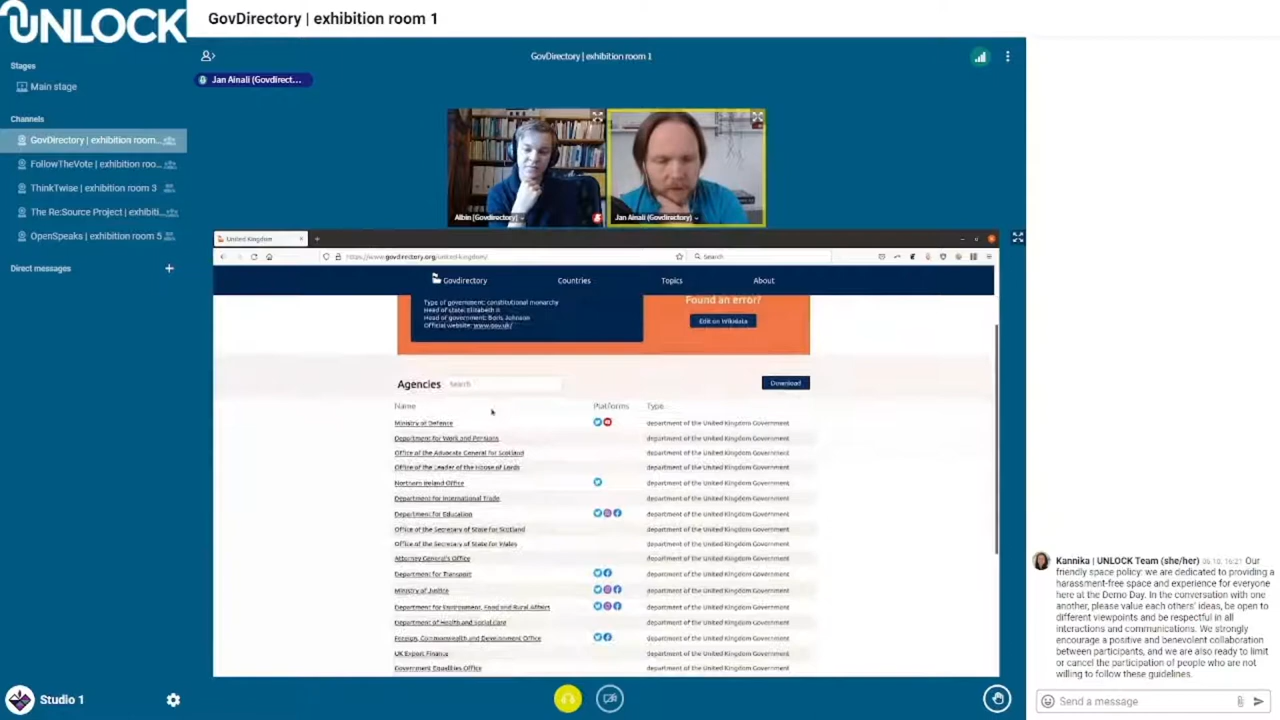 UNLOCK
GovDirectory | exhibition room 1
Stages
Main stage
Channels
GovDirectory | exhibition room...
FollowTheVote | exhibition roo...
ThinkTwise | exhibition room 3
The Re:Source Project | exhibiti...
OpenSpeaks | exhibition room 5
Direct messages
Studio 1
GovDirectory | exhibition room 1
Jan Ainali (Govdirect...
Albin (Govdirectory)
Jan Ainali (Govdirectory)
United Kingdom
https://www.govdirectory.org/united-kingdom/
Search
Govdirectory
Countries
Topics
About
Type of government: constitutional monarchy
Head of state: Elizabeth II
Head of government: Boris Johnson
Official website: www.gov.uk/
Found an error?
Edit on Wikidata
Agencies
Search
Download
Name Platforms Type
Ministry of Defence department of the United Kingdom Government
Department for Work and Pensions department of the United Kingdom Government
Office of the Advocate General for Scotland department of the United Kingdom Government
Office of the Leader of the House of Lords department of the United Kingdom Government
Northern Ireland Office department of the United Kingdom Government
Department for International Trade department of the United Kingdom Government
Department for Education department of the United Kingdom Government
Office of the Secretary of State for Scotland department of the United Kingdom Government
Office of the Secretary of State for Wales department of the United Kingdom Government
Attorney General's Office department of the United Kingdom Government
Department for Transport department of the United Kingdom Government
Ministry of Justice department of the United Kingdom Government
Department for Environment, Food and Rural Affairs department of the United Kingdom Government
Department of Health and Social Care department of the United Kingdom Government
Foreign, Commonwealth and Development Office department of the United Kingdom Government
UK Export Finance department of the United Kingdom Government
Government Equalities Office department of the United Kingdom Government
Kannika | UNLOCK Team (she/her) 06.10, 16:21 Our
friendly space policy: we are dedicated to providing a
harassment-free space and experience for everyone
here at the Demo Day. In the conversation with one
another, please value each others' ideas, be open to
different viewpoints and be respectful in all
interactions and communications. We strongly
encourage a positive and benevolent collaboration
between participants, and we are also ready to limit
or cancel the participation of people who are not
willing to follow these guidelines.
Send a message